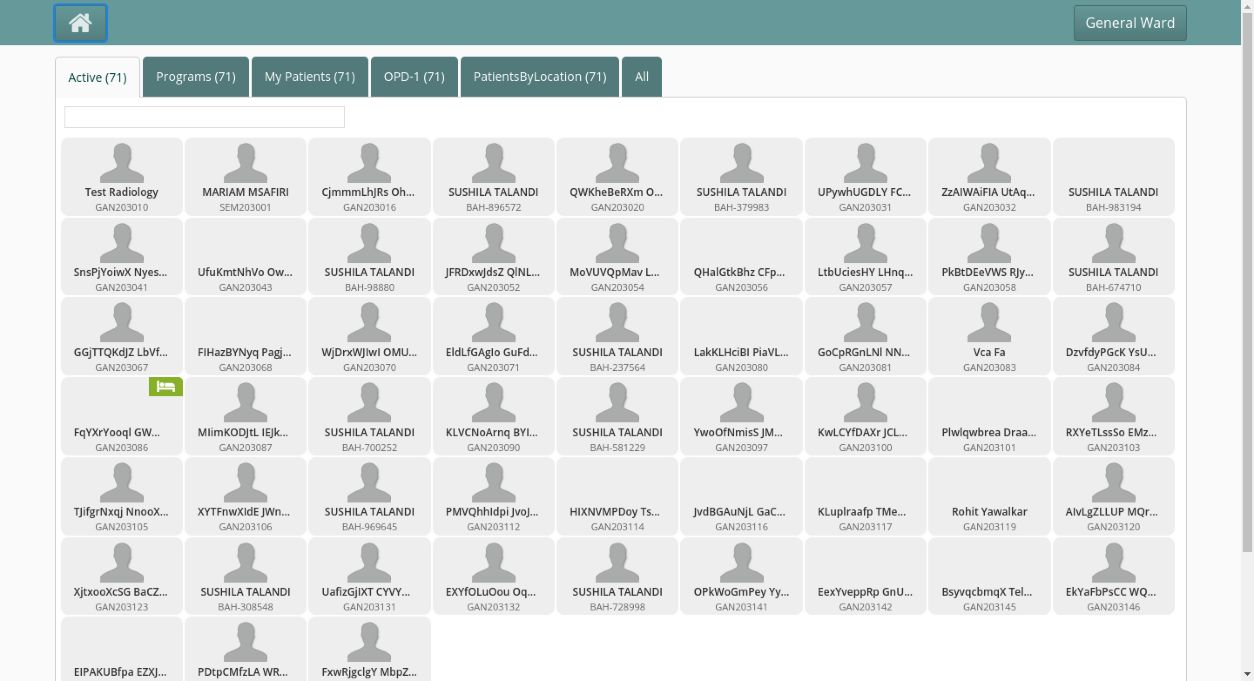 General Ward
Active (71)
Programs (71)
My Patients (71)
OPD-1 (71)
PatientsByLocation (71)
All
Test Radiology
GAN203010
MARIAM MSAFIRI
SEM203001
CjmmmLhJRs Oh...
GAN203016
SUSHILA TALANDI
BAH-896572
QWKheBeRXm O...
GAN203020
SUSHILA TALANDI
BAH-379983
UPywhUGDLY FC...
GAN203031
ZzAIWAiFIA UtAq...
GAN203032
SUSHILA TALANDI
BAH-983194
SnsPjYoiwX Nyes...
GAN203041
UfuKmtNhVo Ow...
GAN203043
SUSHILA TALANDI
BAH-98880
JFRDxwJdsZ QlNL...
GAN203052
MoVUVQpMav L...
GAN203054
QHalGtkBhz CFp...
GAN203056
LtbUciesHY LHnq...
GAN203057
PkBtDEeVWS RJy...
GAN203058
SUSHILA TALANDI
BAH-674710
GGjTTQKdJZ LbVf...
GAN203067
FIHazBYNyq Pagj...
GAN203068
WjDrxWJIwI OMU...
GAN203070
EldLfGAgIo GuFd...
GAN203071
SUSHILA TALANDI
BAH-237564
LakKLHciBI PiaVL...
GAN203080
GoCpRGnLNl NN...
GAN203081
Vca Fa
GAN203083
DzvfdyPGcK YsU...
GAN203084
FqYXrYooql GW...
GAN203086
MIimKODJtL IEJk...
GAN203087
SUSHILA TALANDI
BAH-700252
KLVCNoArnq BYI...
GAN203090
SUSHILA TALANDI
BAH-581229
YwoOfNmisS JM...
GAN203097
KwLCYfDAXr JCL...
GAN203100
Plwlqwbrea Draa...
GAN203101
RXYeTLssSo EMz...
GAN203103
TJifgrNxqj NnooX...
GAN203105
XYTFnwXIdE JWn...
GAN203106
SUSHILA TALANDI
BAH-969645
PMVQhhIdpi JvoJ...
GAN203112
HIXNVMPDoy Ts...
GAN203114
JvdBGAuNjL GaC...
GAN203116
KLuplraafp TMe...
GAN203117
Rohit Yawalkar
GAN203119
AIvLgZLLUP MQr...
GAN203120
XjtxooXcSG BaCZ...
GAN203123
SUSHILA TALANDI
BAH-308548
UafizGjIXT CYVY...
GAN203131
EXYfOLuOou Oq...
GAN203132
SUSHILA TALANDI
BAH-728998
OPkWoGmPey Yy...
GAN203141
EexYveppRp GnU...
GAN203142
BsyvqcbmqX Tel...
GAN203145
EkYaFbPsCC WQ...
GAN203146
EIPAKUBfpa EZXJ...
PDtpCMfzLA WR...
FxwRjgclgY MbpZ...